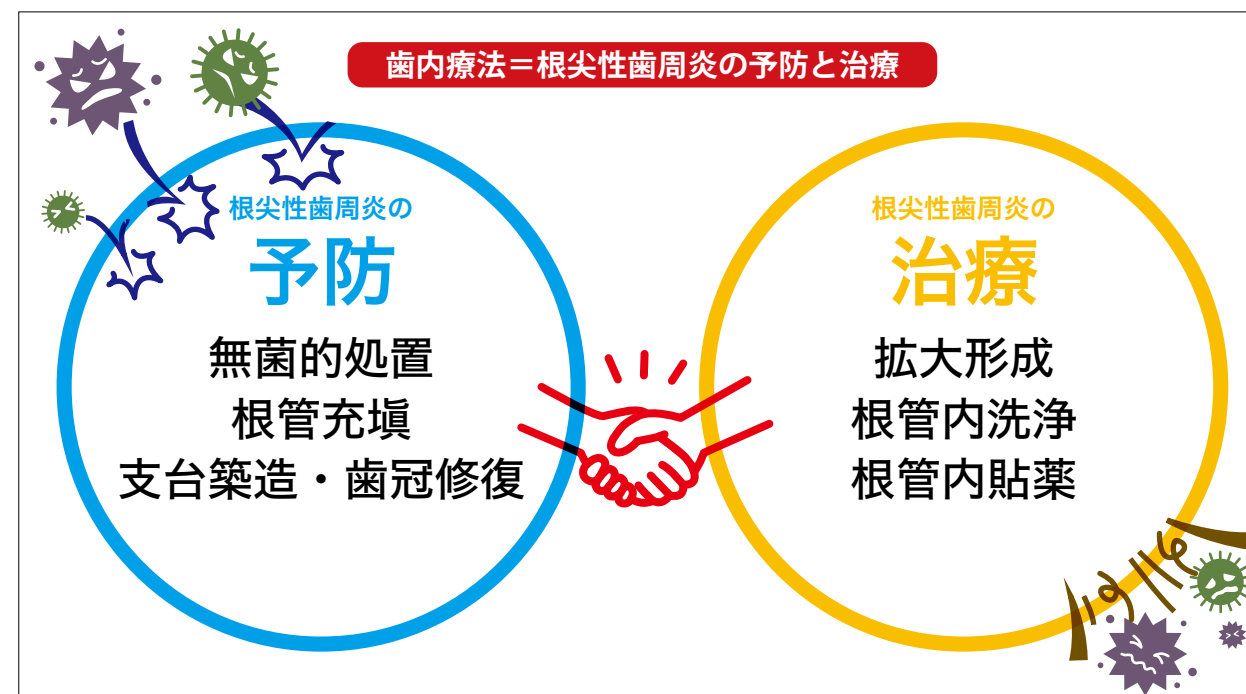 歯内療法＝根尖性歯周炎の予防と治療
根尖性歯周炎の
予防
無菌的処置
根管充塡
支台築造・歯冠修復
根尖性歯周炎の
治療
拡大形成
根管内洗浄
根管内貼薬